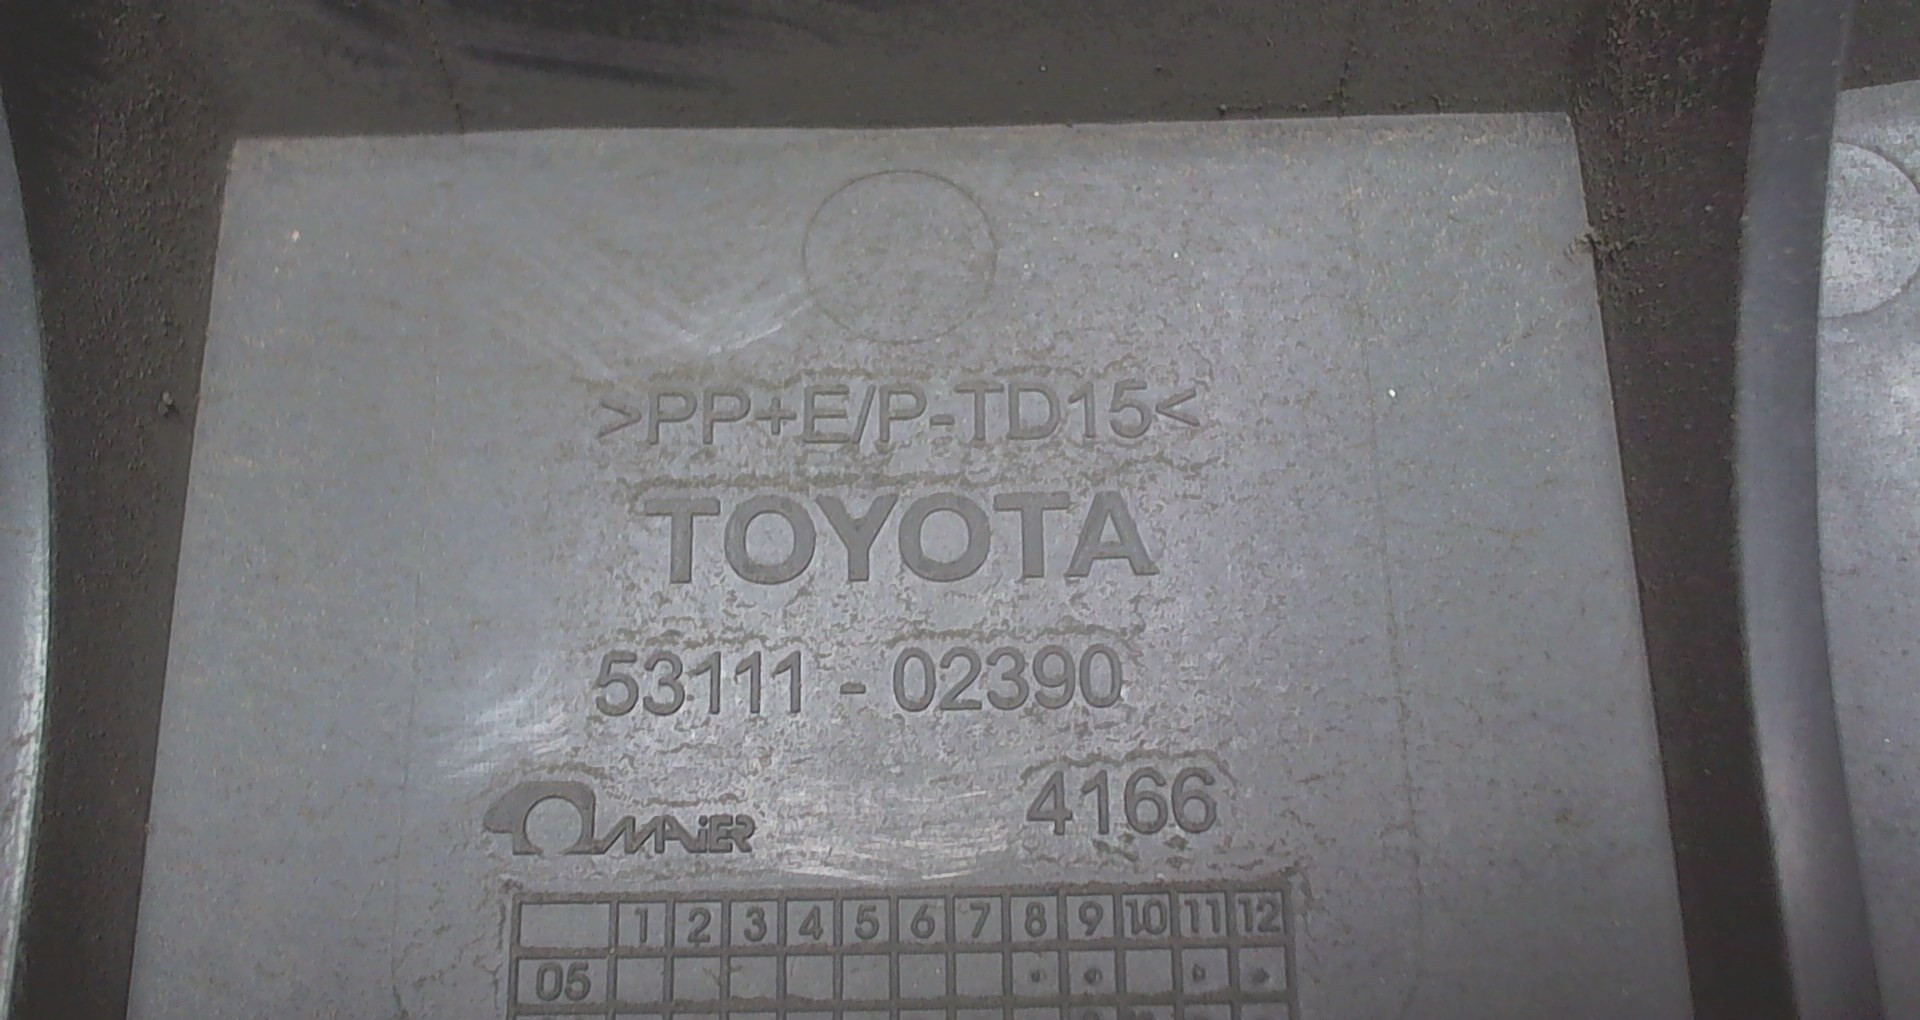 >PP+E/P-TD15<
TOYOTA
53111-02390
MAiER 4166
1 2 3 4 5 6 7 8 9 10 11 12
05